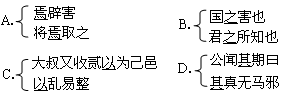 A. 焉辟害
将焉取之
B. 国之害也
君之所知也
C. 大叔又收贰以为己邑
以乱易整
D. 公闻其期曰
其真无马邪